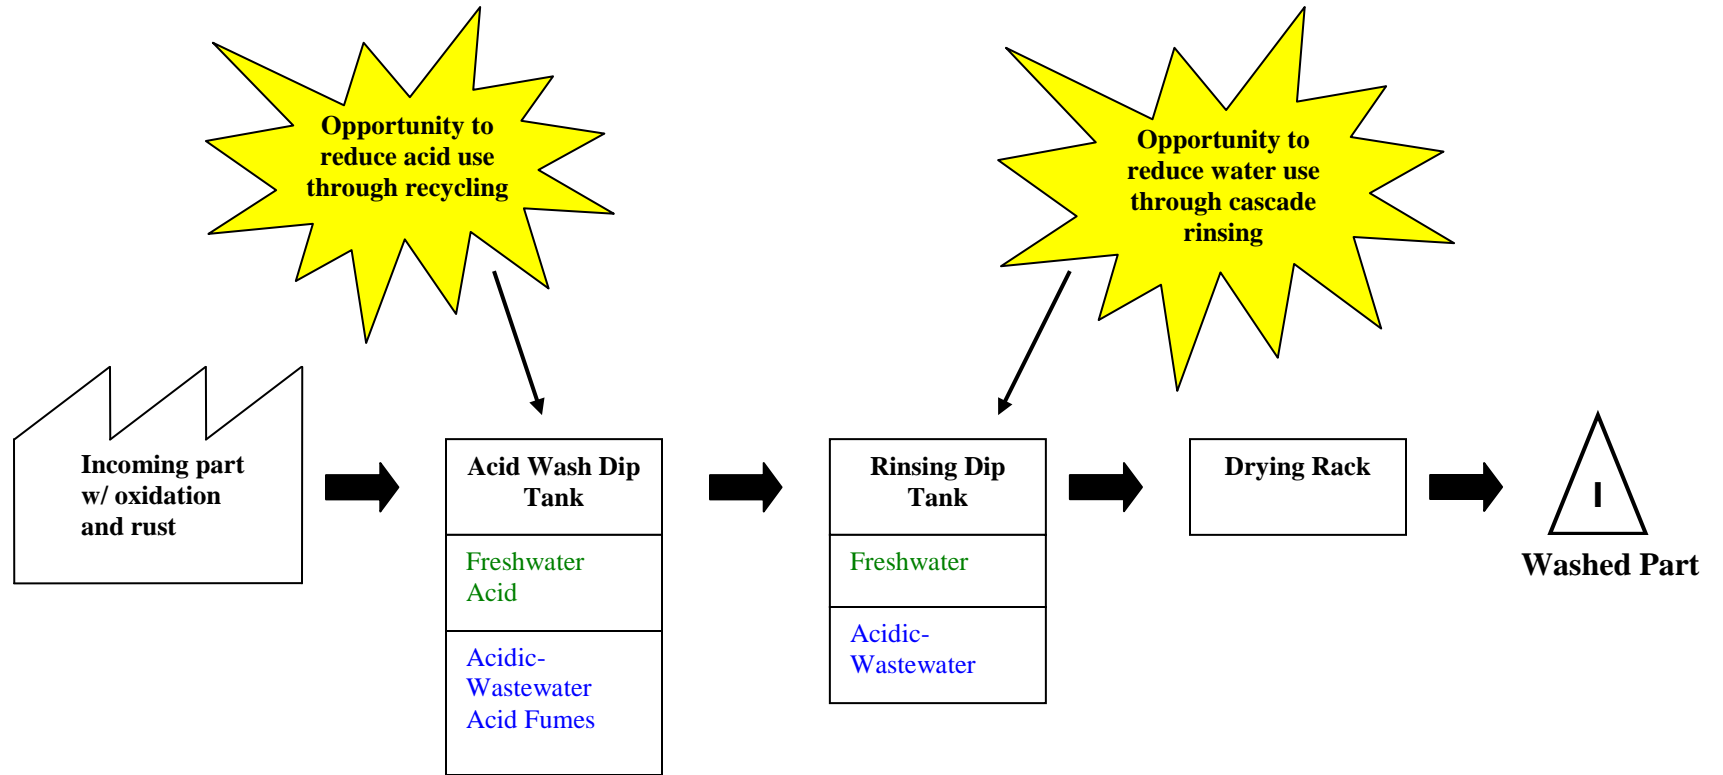 Opportunity to
reduce acid use
through recycling
Opportunity to
reduce water use
through cascade
rinsing
Incoming part
w/ oxidation
and rust
Acid Wash Dip
Tank
Freshwater
Acid
Acidic-
Wastewater
Acid Fumes
Rinsing Dip
Tank
Freshwater
Acidic-
Wastewater
Drying Rack
I
Washed Part